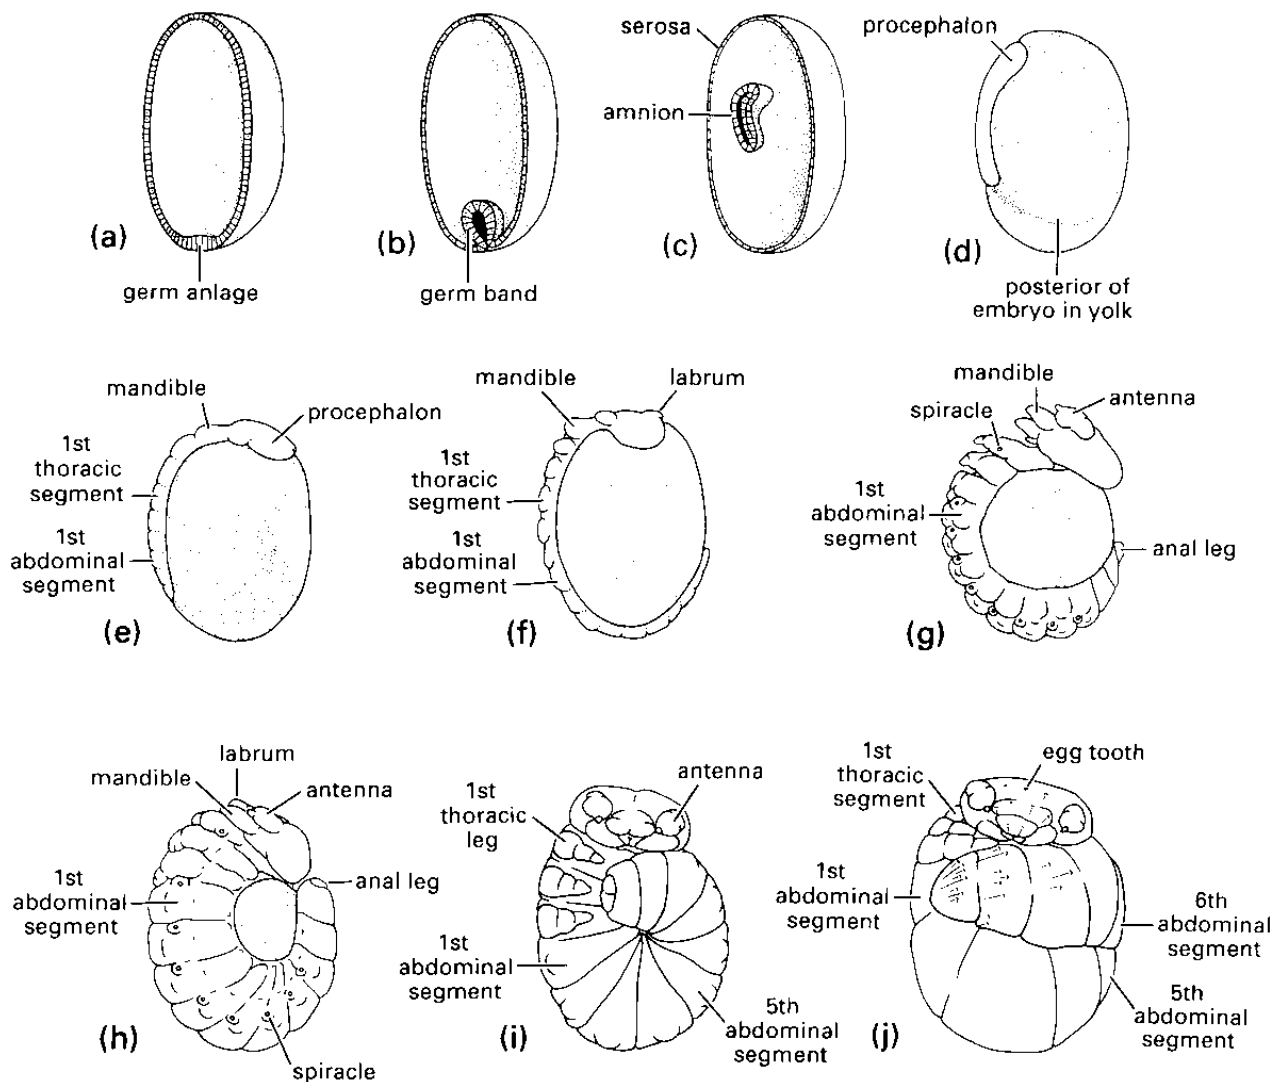 (a)
germ anlage
(b)
germ band
serosa
amnion
(c)
procephalon
(d)
posterior of
embryo in yolk
mandible
procephalon
1st
thoracic
segment
1st
abdominal
segment
(e)
mandible
labrum
1st
thoracic
segment
1st
abdominal
segment
(f)
mandible
antenna
spiracle
1st
abdominal
segment
anal leg
(g)
labrum
mandible
antenna
1st
abdominal
segment
anal leg
(h)
spiracle
1st
thoracic
leg
antenna
1st
abdominal
segment
5th
abdominal
segment
(i)
1st
thoracic
segment
egg tooth
1st
abdominal
segment
6th
abdominal
segment
5th
abdominal
segment
(j)